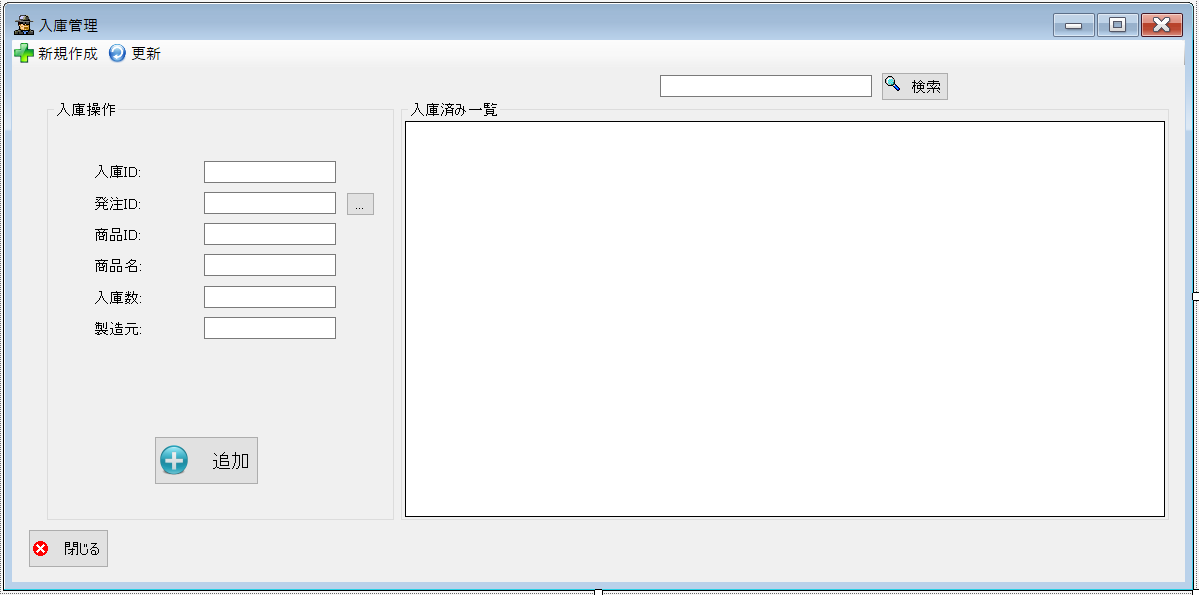 入庫管理
新規作成 更新
検索
入庫操作
入庫済み一覧
入庫ID:
発注ID:
...
商品ID:
商品名:
入庫数:
製造元:
追加
閉じる